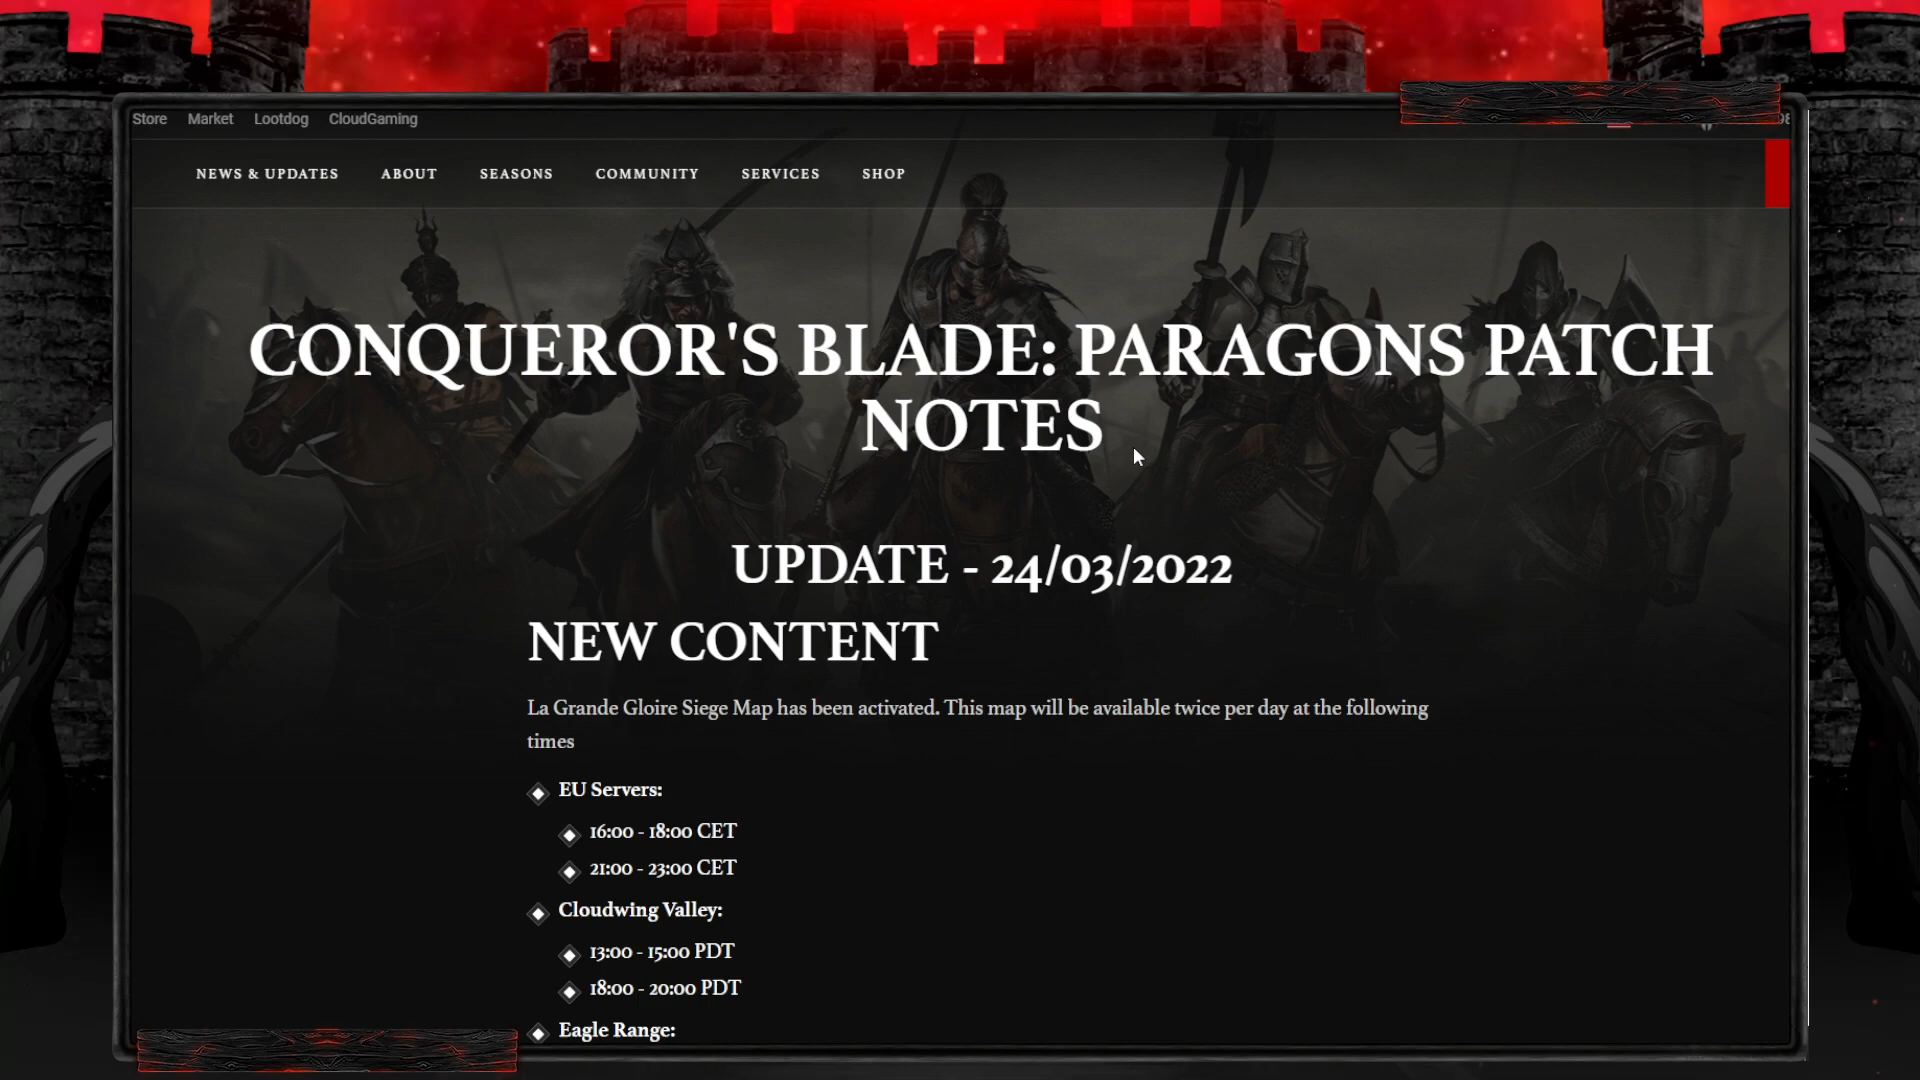 Store Market Lootdog CloudGaming
NEWS & UPDATES ABOUT SEASONS COMMUNITY SERVICES SHOP
CONQUEROR'S BLADE: PARAGONS PATCH
NOTES
UPDATE - 24/03/2022
NEW CONTENT
La Grande Gloire Siege Map has been activated. This map will be available twice per day at the following
times
EU Servers:
16:00 - 18:00 CET
21:00 - 23:00 CET
Cloudwing Valley:
13:00 - 15:00 PDT
18:00 - 20:00 PDT
Eagle Range: